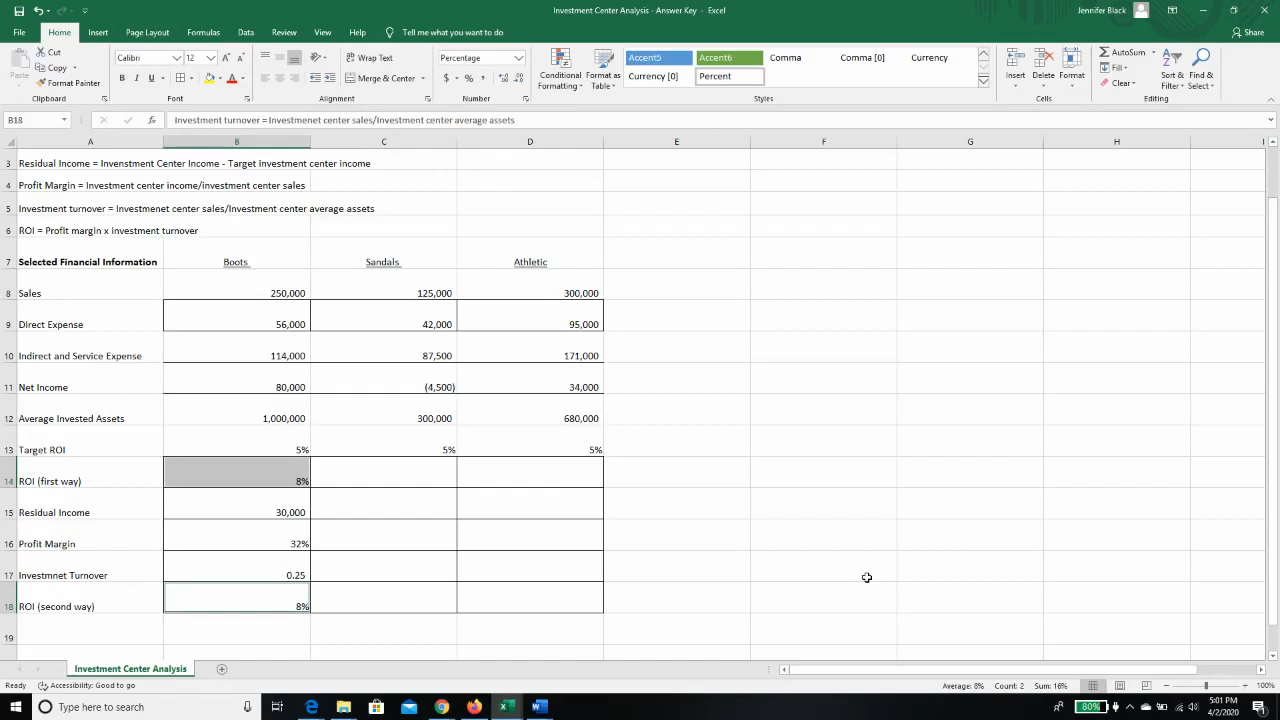 Investment Center Analysis - Answer Key - Excel
Jennifer Black
File Home Insert Page Layout Formulas Data Review View Help Tell me what you want to do Share
Cut
Copy
Format Painter
Clipboard
Calibri 12
B I U
Font
Wrap Text
Merge & Center
Alignment
Percentage
$ % ,
Number
Conditional Formatting
Format as Table
Accent5 Accent6 Comma Comma [0] Currency
Currency [0] Percent
Styles
Insert Delete Format
Cells
AutoSum
Fill
Clear
Sort & Filter
Find & Select
Editing
B18 fx Investment turnover = Investmenet center sales/Investment center average assets
A B C D E F G H I
3 Residual Income = Invenstment Center Income - Target investment center income
4 Profit Margin = Investment center income/investment center sales
5 Investment turnover = Investmenet center sales/Investment center average assets
6 ROI = Profit margin x investment turnover
7 Selected Financial Information Boots Sandals Athletic
8 Sales 250,000 125,000 300,000
9 Direct Expense 56,000 42,000 95,000
10 Indirect and Service Expense 114,000 87,500 171,000
11 Net Income 80,000 (4,500) 34,000
12 Average Invested Assets 1,000,000 300,000 680,000
13 Target ROI 5% 5% 5%
14 ROI (first way) 8%
15 Residual Income 30,000
16 Profit Margin 32%
17 Investmnet Turnover 0.25
18 ROI (second way) 8%
19
Investment Center Analysis
Ready Accessibility: Good to go Average: 8% Count: 2 Sum: 16% 100%
Type here to search
80%
5:01 PM
4/2/2020